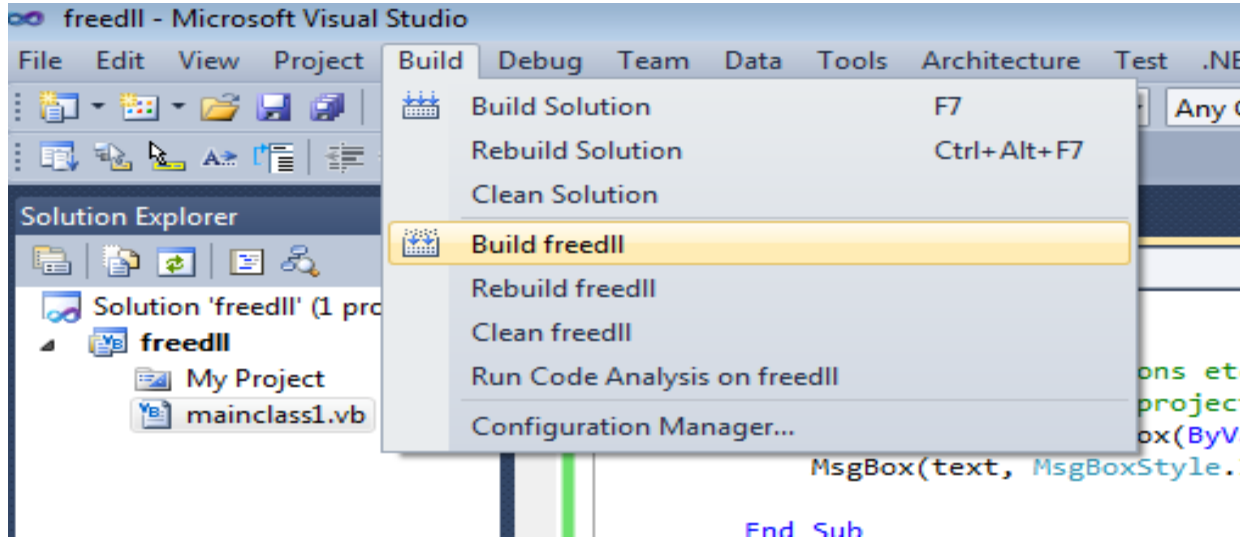 freedll - Microsoft Visual Studio
File Edit View Project Build Debug Team Data Tools Architecture Test
Build Solution F7
Any
Rebuild Solution Ctrl+Alt+F7
Clean Solution
Solution Explorer
Build freedll
Rebuild freedll
Solution 'freedll' (1
freedll
Clean freedll
My Project
Run Code Analysis on freedll
mainclass1.vb
Configuration Manager...
MsgBox(text, MsgBoxStyle.
End Sub